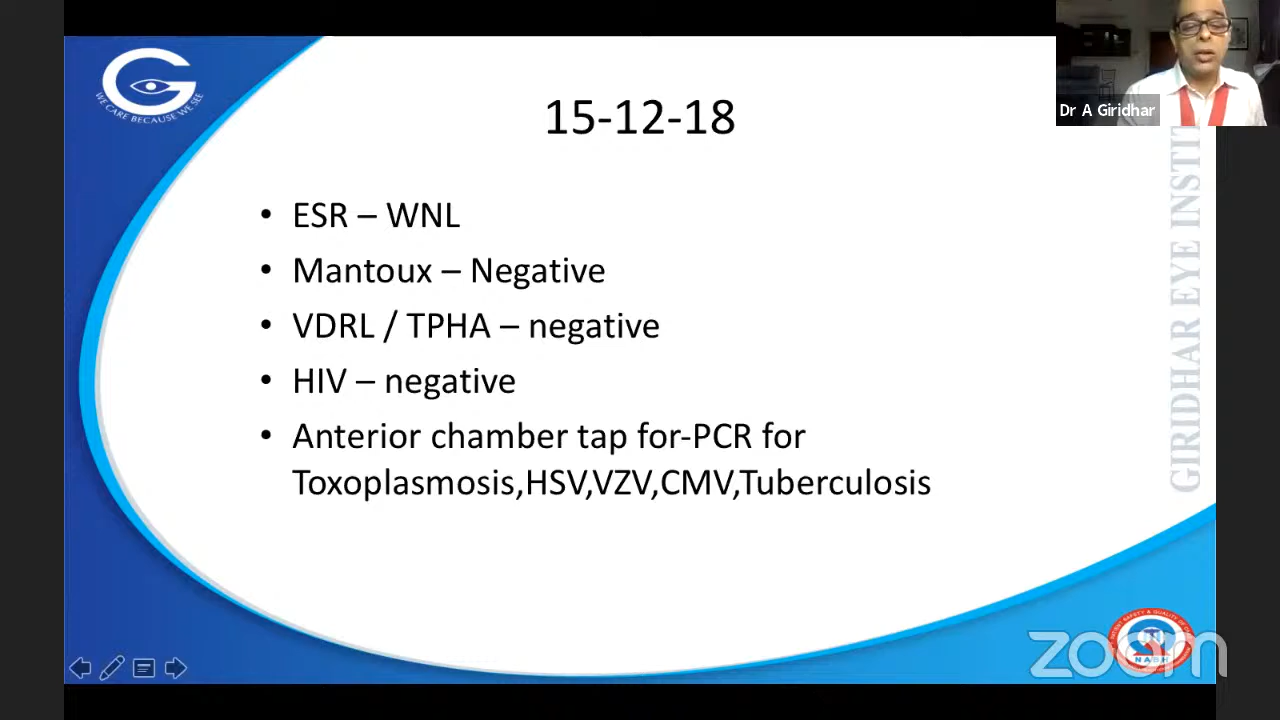 WE CARE BECAUSE WE SEE
Dr A Giridhar
15-12-18
• ESR – WNL
• Mantoux – Negative
• VDRL / TPHA – negative
• HIV – negative
• Anterior chamber tap for-PCR for
Toxoplasmosis,HSV,VZV,CMV,Tuberculosis
GIRIDHAR EYE
zoom
NABH